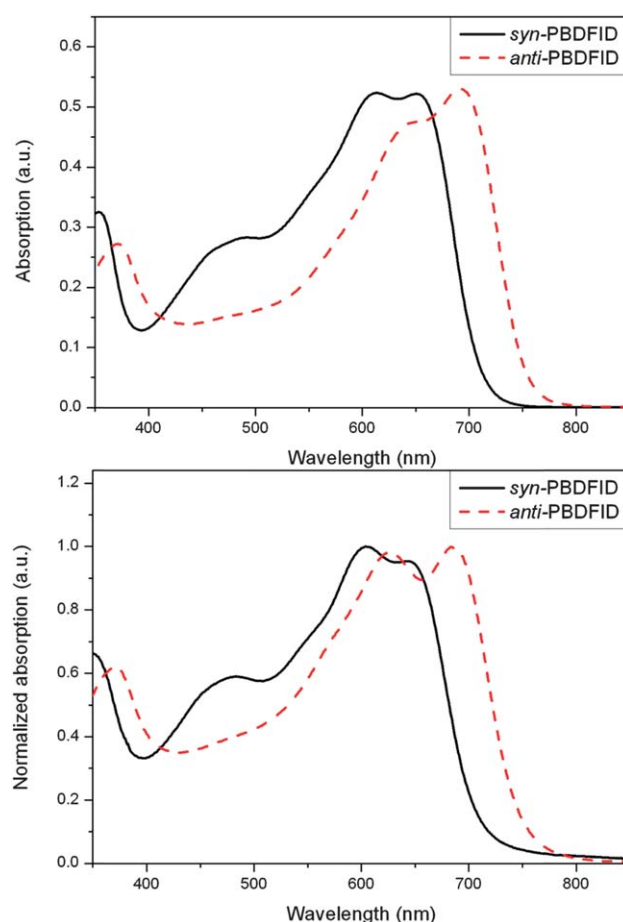 0.6
0.5
0.4
0.3
0.2
0.1
0.0
Absorption (a.u.)
syn-PBDFID
anti-PBDFID
400 500 600 700 800
Wavelength (nm)
1.2
1.0
0.8
0.6
0.4
0.2
0.0
Normalized absorption (a.u.)
syn-PBDFID
anti-PBDFID
400 500 600 700 800
Wavelength (nm)